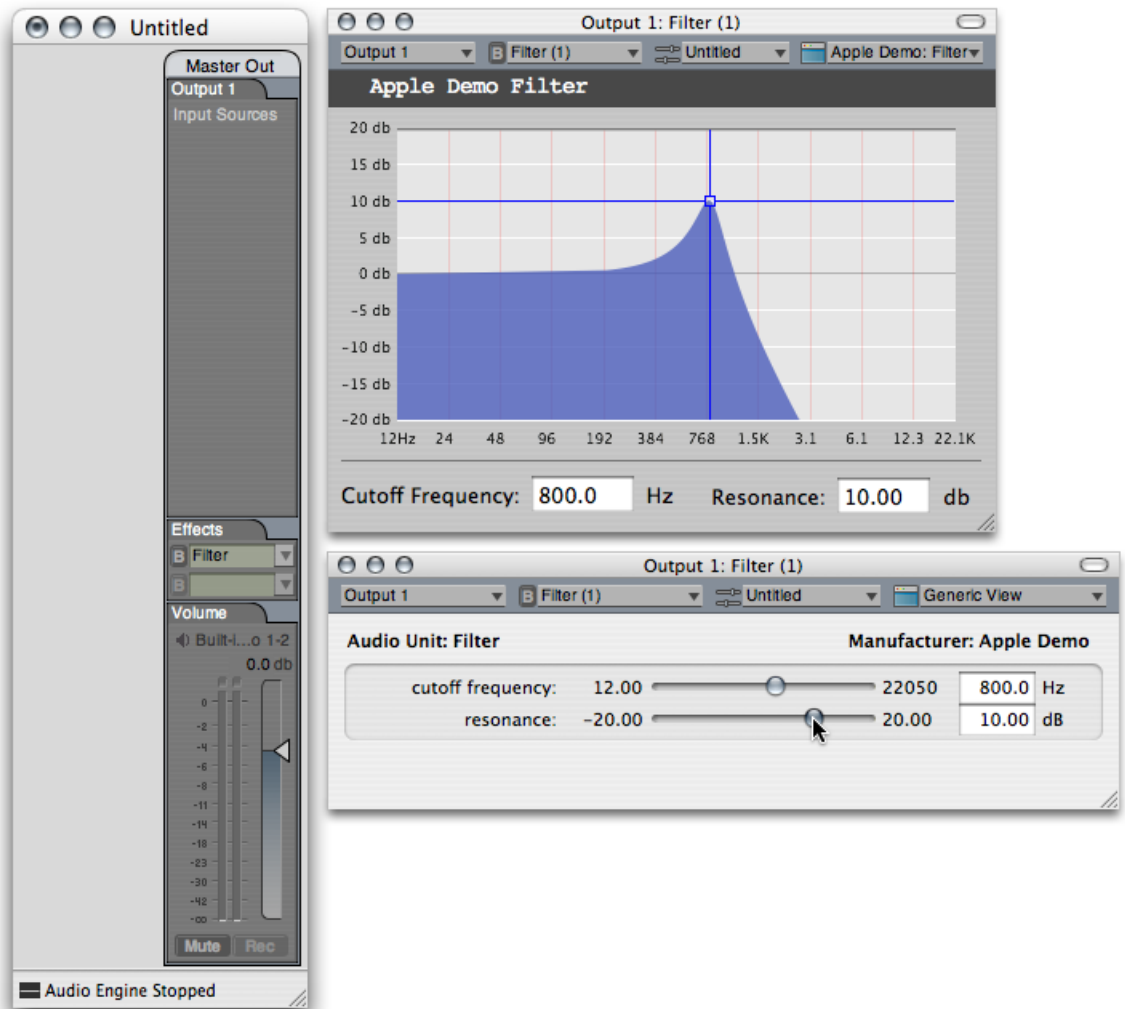 Untitled
Master Out
Output 1
Input Sources
Effects
B Filter
B
Volume
Built-i...o 1-2
0.0 db
0
-2
-4
-6
-8
-11
-14
-18
-23
-30
-42
-∞
Mute Rec
Audio Engine Stopped
Output 1: Filter (1)
Output 1 B Filter (1) Untitled Apple Demo: Filter
Apple Demo Filter
20 db
15 db
10 db
5 db
0 db
-5 db
-10 db
-15 db
-20 db
12Hz 24 48 96 192 384 768 1.5K 3.1 6.1 12.3 22.1K
Cutoff Frequency: 800.0 Hz Resonance: 10.00 db
Output 1: Filter (1)
Output 1 B Filter (1) Untitled Generic View
Audio Unit: Filter Manufacturer: Apple Demo
cutoff frequency: 12.00 22050 800.0 Hz
resonance: -20.00 20.00 10.00 dB